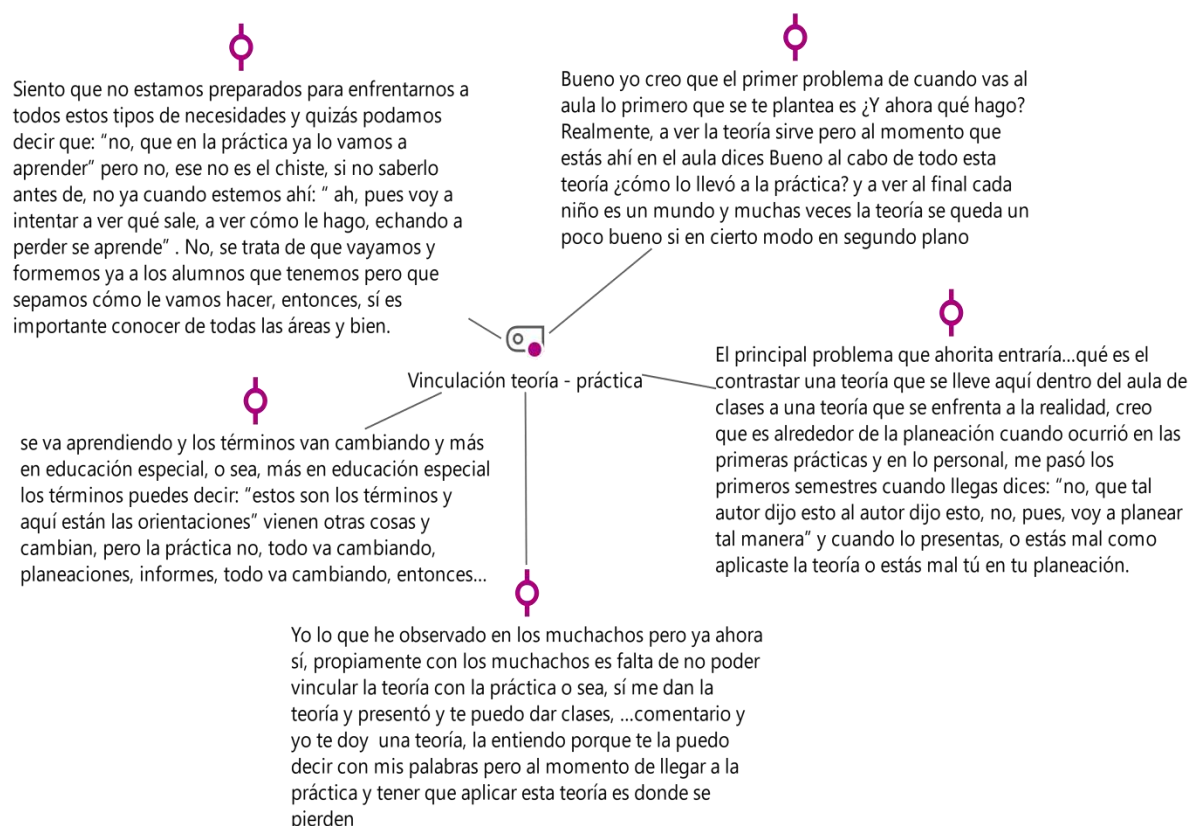 Siento que no estamos preparados para enfrentarnos a
todos estos tipos de necesidades y quizás podamos
decir que: “no, que en la práctica ya lo vamos a
aprender” pero no, ese no es el chiste, si no saberlo
antes de, no ya cuando estemos ahí: “ ah, pues voy a
intentar a ver qué sale, a ver cómo le hago, echando a
perder se aprende” . No, se trata de que vayamos y
formemos ya a los alumnos que tenemos pero que
sepamos cómo le vamos hacer, entonces, sí es
importante conocer de todas las áreas y bien.
Bueno yo creo que el primer problema de cuando vas al
aula lo primero que se te plantea es ¿Y ahora qué hago?
Realmente, a ver la teoría sirve pero al momento que
estás ahí en el aula dices Bueno al cabo de todo esta
teoría ¿cómo lo llevó a la práctica? y a ver al final cada
niño es un mundo y muchas veces la teoría se queda un
poco bueno si en cierto modo en segundo plano
Vinculación teoría - práctica
El principal problema que ahorita entraría...qué es el
contrastar una teoría que se lleve aquí dentro del aula de
clases a una teoría que se enfrenta a la realidad, creo
que es alrededor de la planeación cuando ocurrió en las
primeras prácticas y en lo personal, me pasó los
primeros semestres cuando llegas dices: “no, que tal
autor dijo esto al autor dijo esto, no, pues, voy a planear
tal manera” y cuando lo presentas, o estás mal como
aplicaste la teoría o estás mal tú en tu planeación.
se va aprendiendo y los términos van cambiando y más
en educación especial, o sea, más en educación especial
los términos puedes decir: “estos son los términos y
aquí están las orientaciones” vienen otras cosas y
cambian, pero la práctica no, todo va cambiando,
planeaciones, informes, todo va cambiando, entonces...
Yo lo que he observado en los muchachos pero ya ahora
sí, propiamente con los muchachos es falta de no poder
vincular la teoría con la práctica o sea, sí me dan la
teoría y presentó y te puedo dar clases, ...comentario y
yo te doy  una teoría, la entiendo porque te la puedo
decir con mis palabras pero al momento de llegar a la
práctica y tener que aplicar esta teoría es donde se
pierden